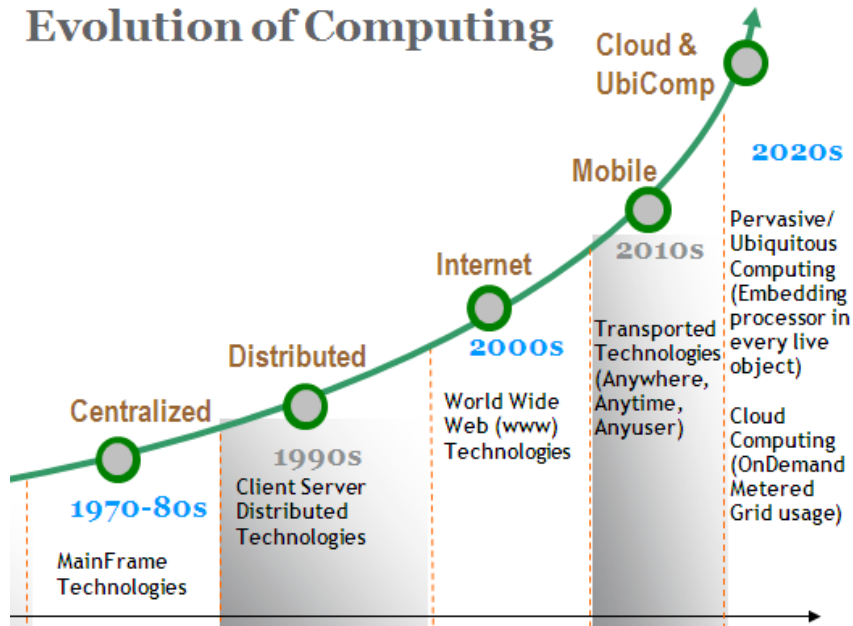 Evolution of Computing
Centralized
1970-80s
MainFrame
Technologies
Distributed
1990s
Client Server
Distributed
Technologies
Internet
2000s
World Wide
Web (www)
Technologies
Mobile
2010s
Transported
Technologies
(Anywhere,
Anytime,
Anyuser)
Cloud &
UbiComp
2020s
Pervasive/
Ubiquitous
Computing
(Embedding
processor in
every live
object)
Cloud
Computing
(OnDemand
Metered
Grid usage)